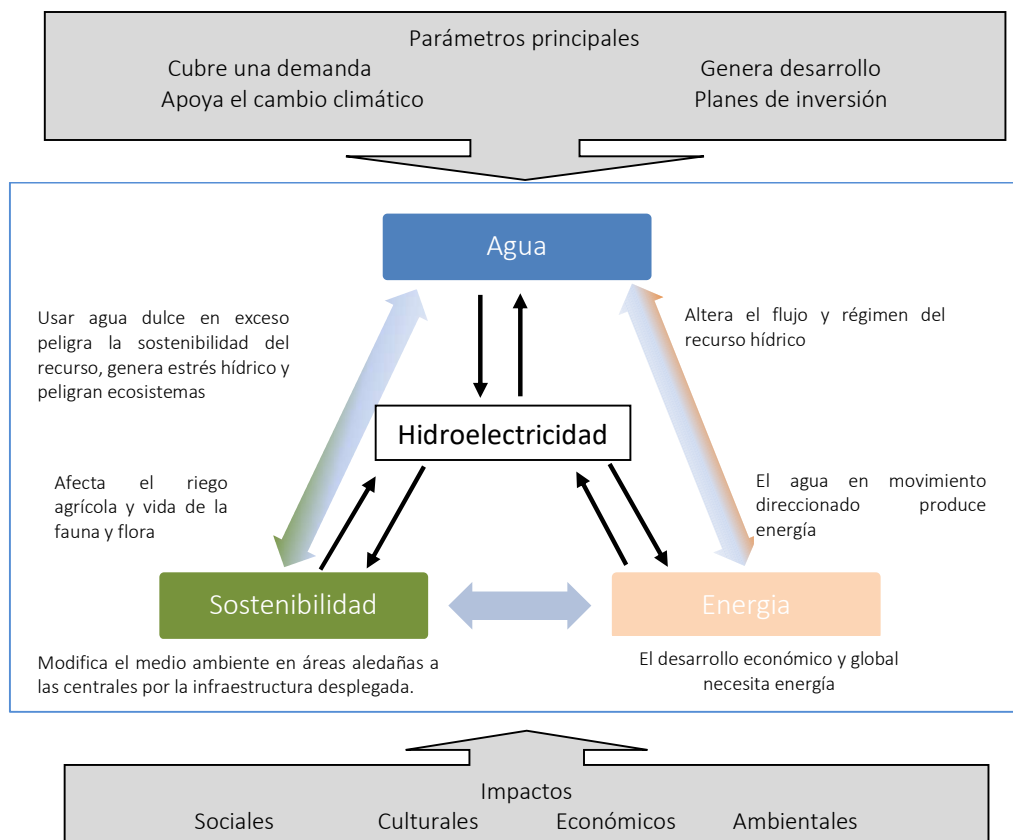 Parámetros principales
Cubre una demanda
Genera desarrollo
Apoya el cambio climático
Planes de inversión
Agua
Usar agua dulce en exceso
peligra la sostenibilidad del
recurso, genera estrés hídrico y
peligran ecosistemas
Altera el flujo y régimen del
recurso hídrico
Hidroelectricidad
Afecta el riego
agrícola y vida de la
fauna y flora
El agua en movimiento
direccionado produce
energía
Sostenibilidad
Energia
Modifica el medio ambiente en áreas aledañas a
las centrales por la infraestructura desplegada.
El desarrollo económico y global
necesita energía
Impactos
Sociales Culturales Económicos Ambientales